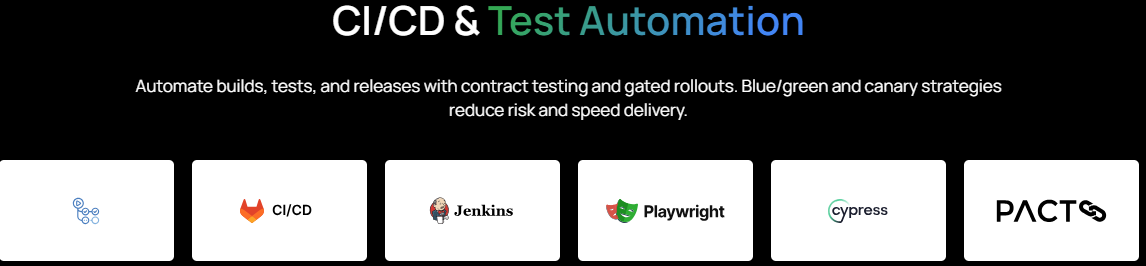 CI/CD & Test Automation
Automate builds, tests, and releases with contract testing and gated rollouts. Blue/green and canary strategies
reduce risk and speed delivery.
CI/CD
Jenkins
Playwright
cypress
PACT